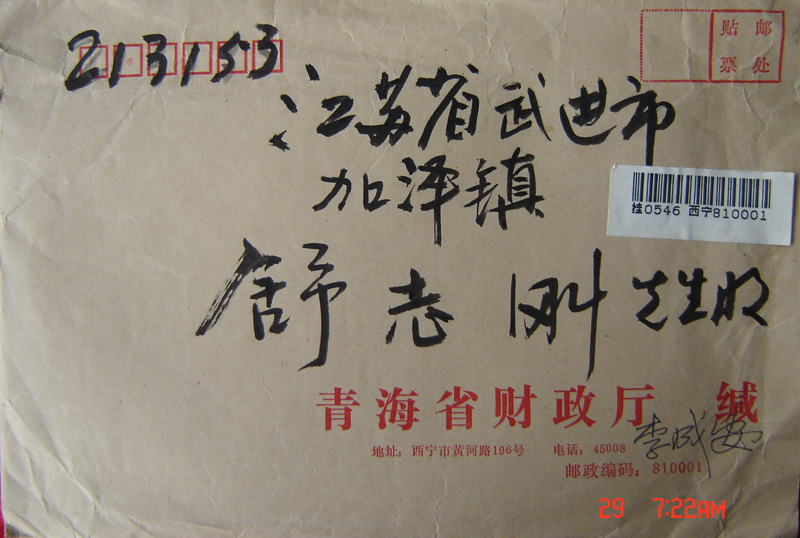 213153
贴 邮
票 处
江苏省武进市
加泽镇
挂0546 西宁810001
舒志刚 先生收
青海省财政厅 缄
地址: 西宁市黄河路196号 电话: 45008
邮政编码: 810001
29 7:22AM